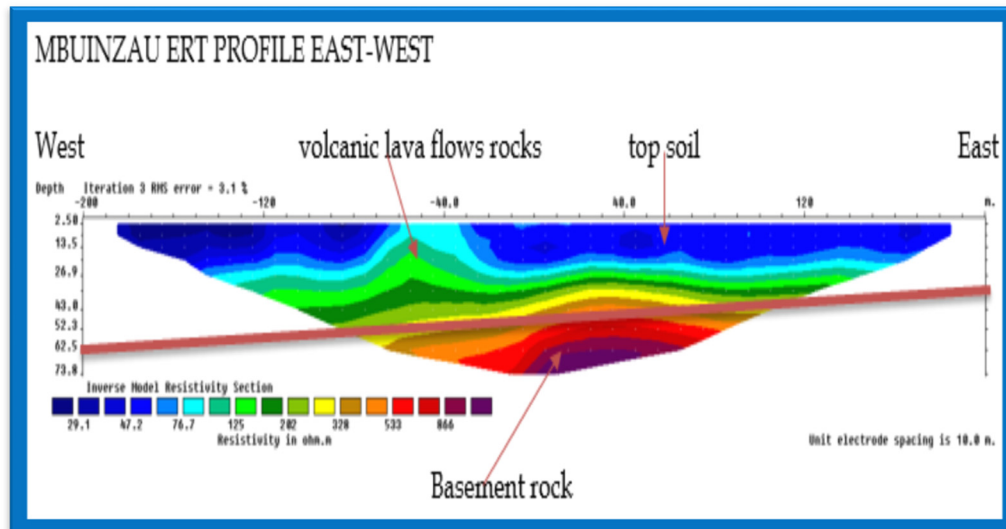 MBUINZAU ERT PROFILE EAST-WEST
West volcanic lava flows rocks top soil East
Depth Iteration 3 RMS error = 3.1 %
-200 -120 -40.0 40.0 120 m.
2.50
13.5
26.9
43.0
52.3
62.5
73.8
Inverse Model Resistivity Section
29.1 47.2 76.7 125 202 328 533 866
Resistivity in ohm.m
Unit electrode spacing is 10.0 m.
Basement rock